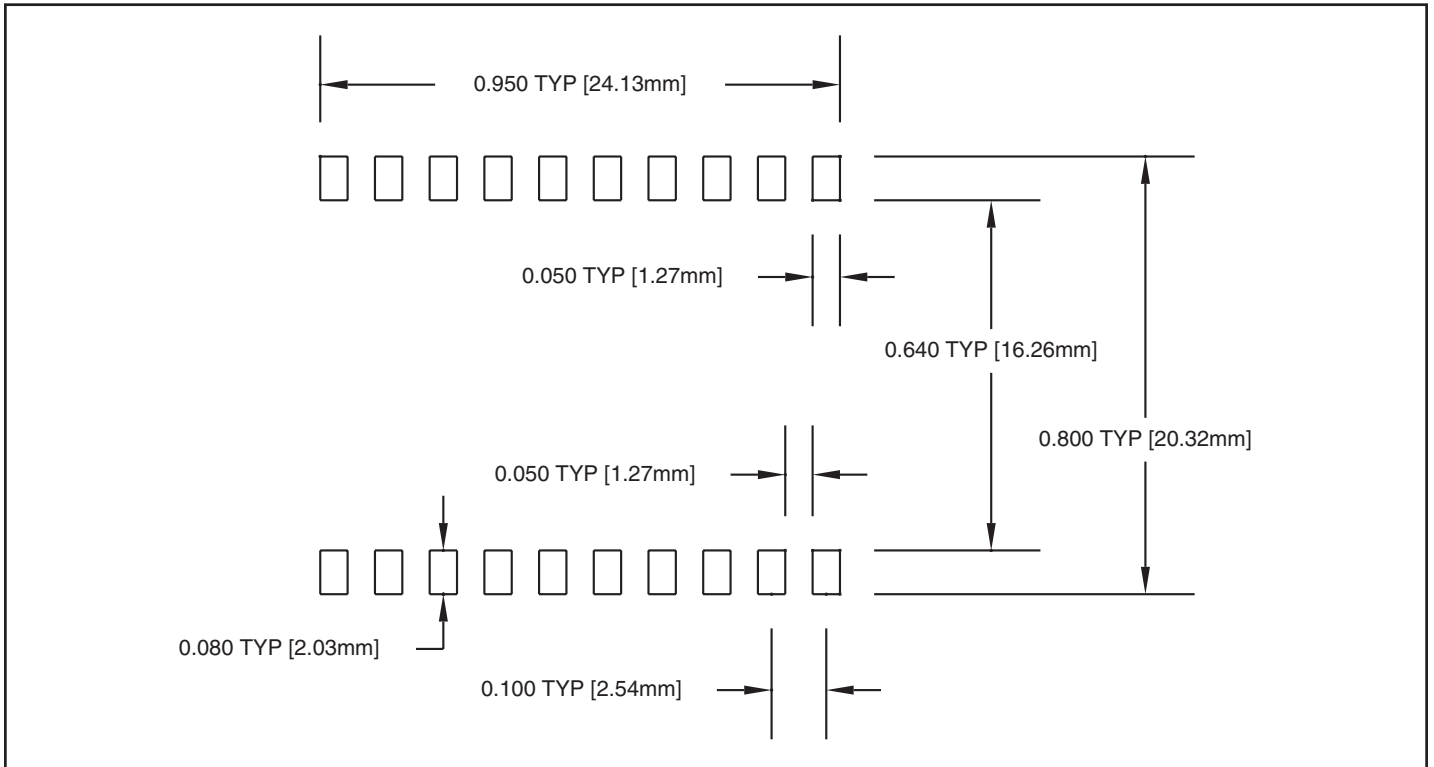 0.950 TYP [24.13mm]
0.050 TYP [1.27mm]
0.640 TYP [16.26mm]
0.800 TYP [20.32mm]
0.050 TYP [1.27mm]
0.080 TYP [2.03mm]
0.100 TYP [2.54mm]